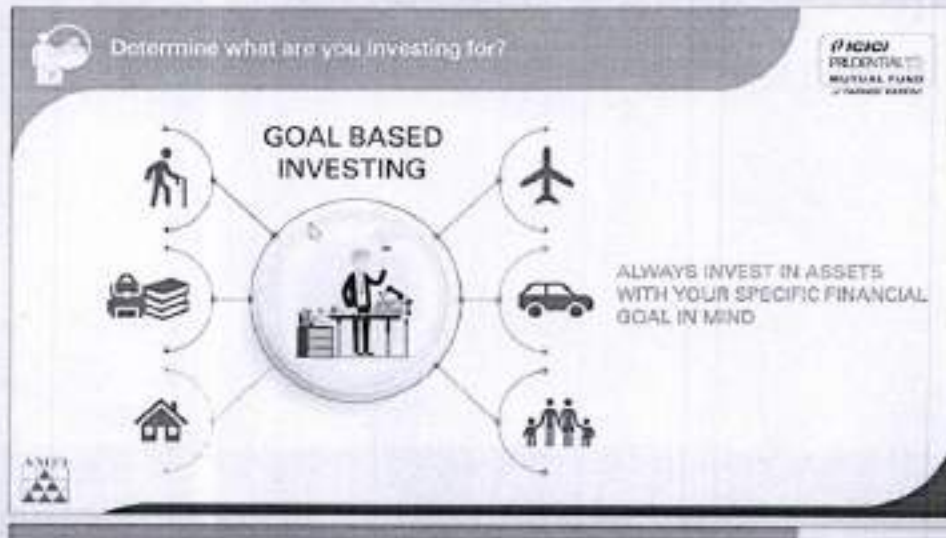 Determine what are you investing for?
ICICI
PRUDENTIAL
MUTUAL FUND
GOAL BASED
INVESTING
ALWAYS INVEST IN ASSETS
WITH YOUR SPECIFIC FINANCIAL
GOAL IN MIND